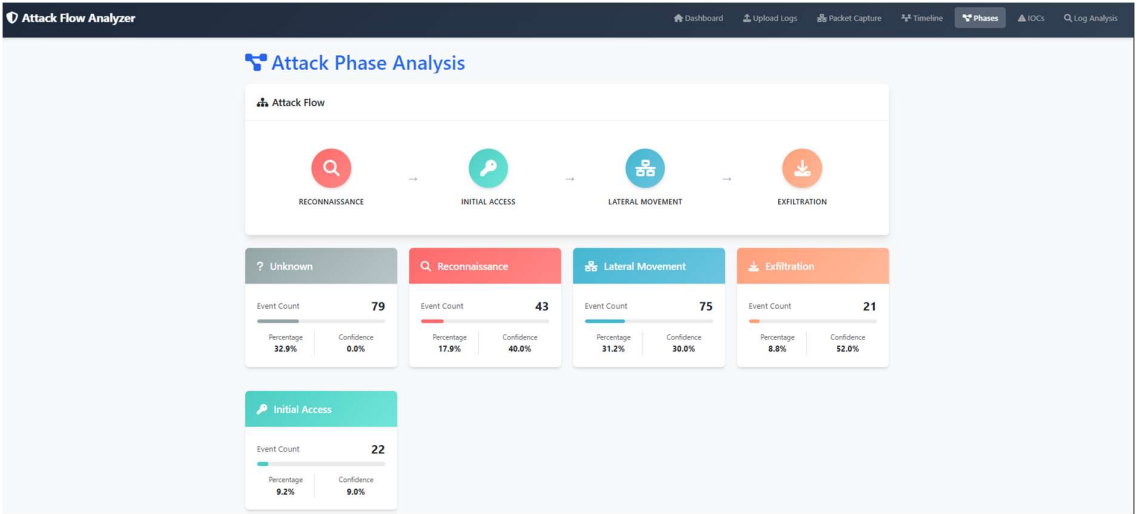 Attack Flow Analyzer
Dashboard Upload Logs Packet Capture Timeline Phases IOCs Log Analysis
Attack Phase Analysis
Attack Flow
→ → →
RECONNAISSANCE INITIAL ACCESS LATERAL MOVEMENT EXFILTRATION
? Unknown
Event Count 79
Percentage Confidence
32.9% 0.0%
Reconnaissance
Event Count 43
Percentage Confidence
17.9% 40.0%
Lateral Movement
Event Count 75
Percentage Confidence
31.2% 30.0%
Exfiltration
Event Count 21
Percentage Confidence
8.8% 52.0%
Initial Access
Event Count 22
Percentage Confidence
9.2% 9.0%